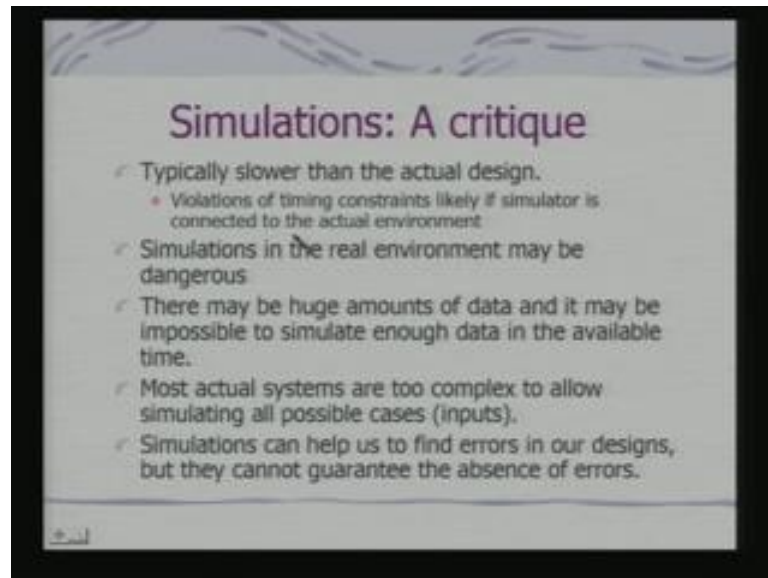 Simulations: A critique
Typically slower than the actual design.
Violations of timing constraints likely if simulator is
connected to the actual environment
Simulations in the real environment may be
dangerous
There may be huge amounts of data and it may be
impossible to simulate enough data in the available
time.
Most actual systems are too complex to allow
simulating all possible cases (inputs).
Simulations can help us to find errors in our designs,
but they cannot guarantee the absence of errors.